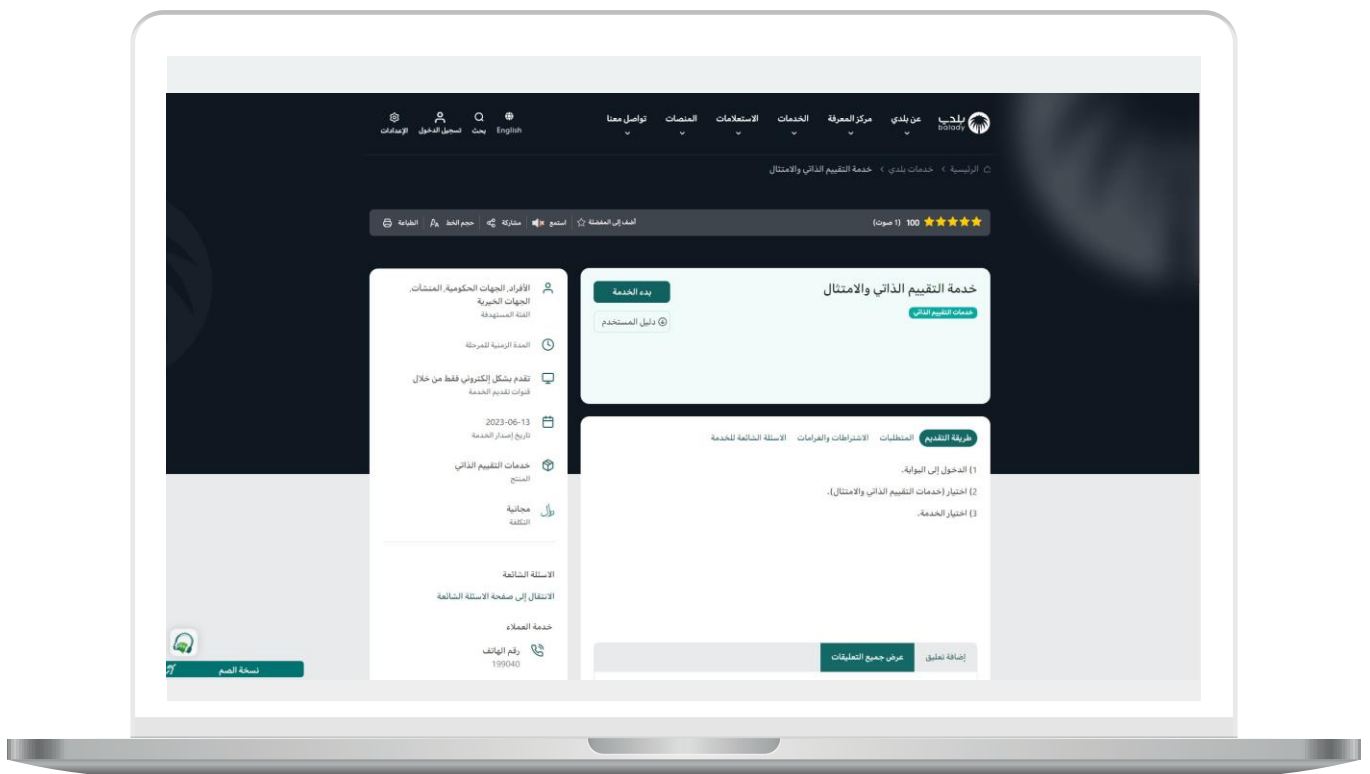 بلدي
balady
عن بلدي
مركز المعرفة
الخدمات
الاستعلامات
المنصات
تواصل معنا
English
بحث
تسجيل الدخول
الإعدادات
الرئيسية > خدمات بلدي > خدمة التقييم الذاتي والامتثال
100 (1 صوت)
أضف إلى المفضلة
استمع
مشاركة
حجم الخط
الطباعة
خدمة التقييم الذاتي والامتثال
خدمات التقييم الذاتي
بدء الخدمة
دليل المستخدم
طريقة التقديم
المتطلبات
الاشتراطات والغرامات
الاسئلة الشائعة للخدمة
1) الدخول إلى البوابة.
2) اختيار (خدمات التقييم الذاتي والامتثال).
3) اختيار الخدمة.
إضافة تعليق
عرض جميع التعليقات
الأفراد, الجهات الحكومية, المنشآت,
الجهات الخيرية
الفئة المستهدفة
المدة الزمنية للمرحلة
تقدم بشكل إلكتروني فقط من خلال
قنوات تقديم الخدمة
2023-06-13
تاريخ إصدار الخدمة
خدمات التقييم الذاتي
المنتج
مجانية
التكلفة
الاسئلة الشائعة
الانتقال إلى صفحة الاسئلة الشائعة
خدمة العملاء
رقم الهاتف
199040
نسخة الصم